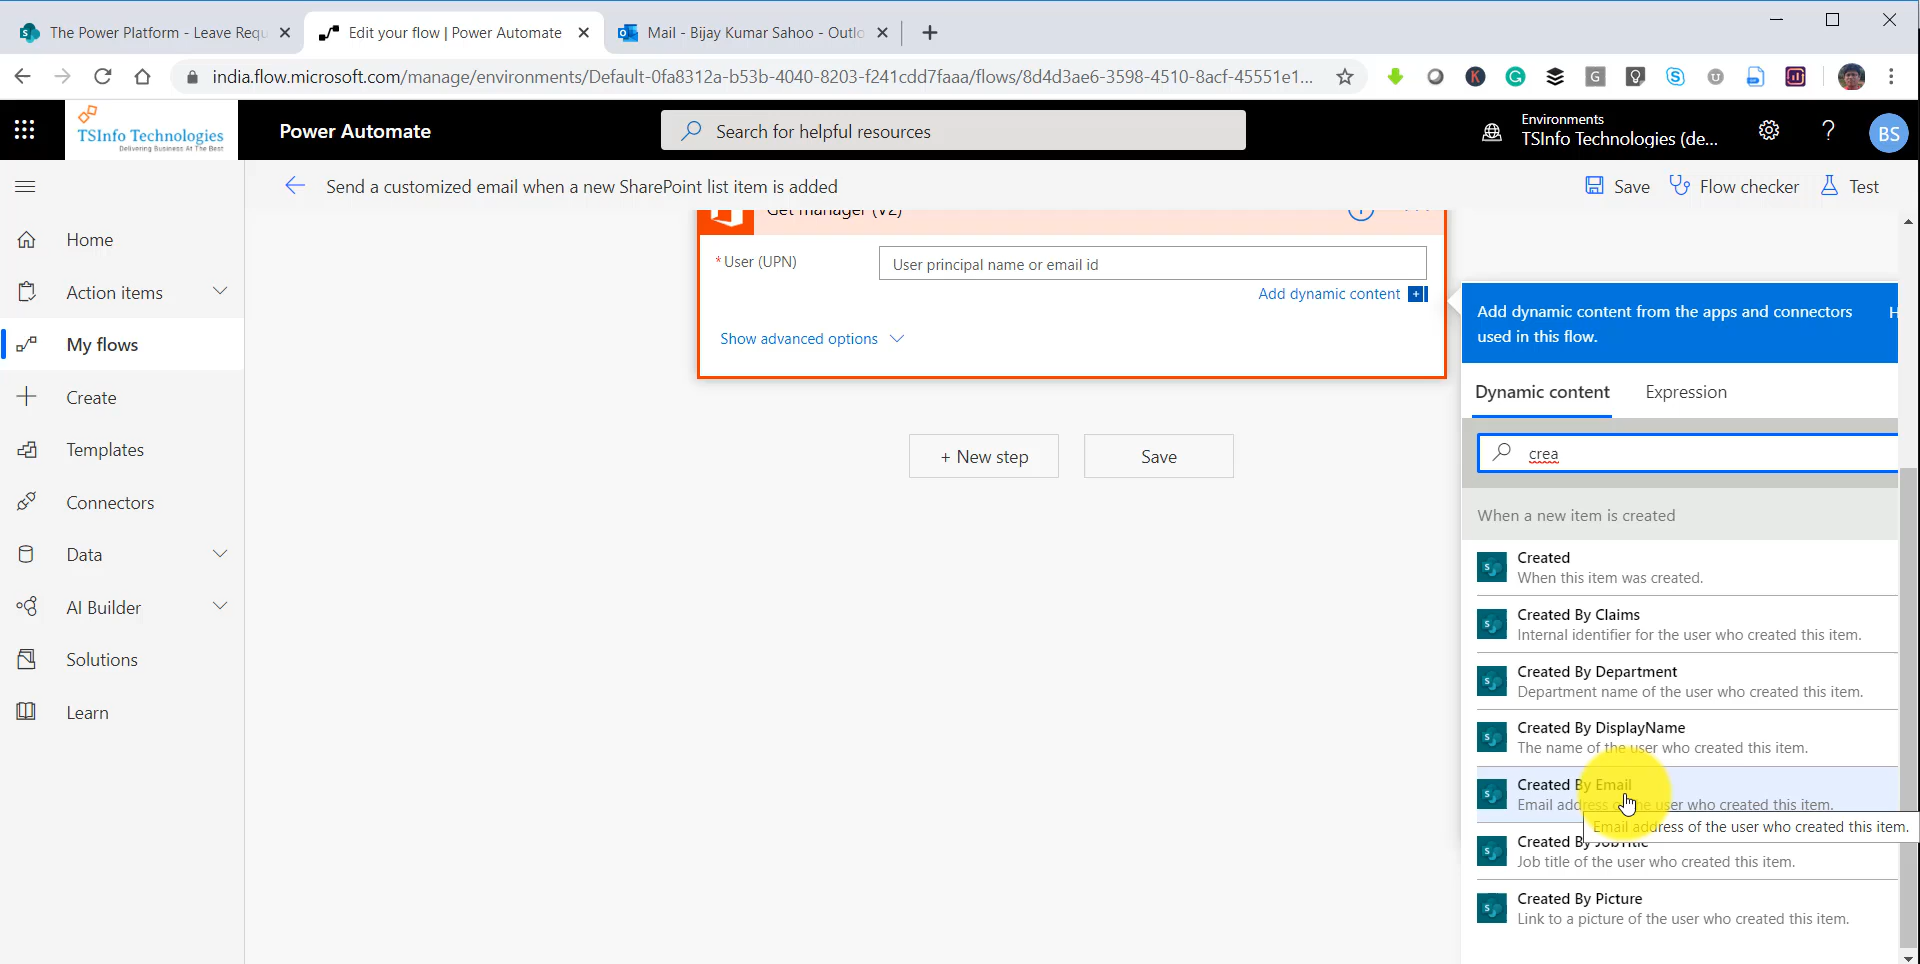 The Power Platform - Leave Requ
Edit your flow | Power Automate
Mail - Bijay Kumar Sahoo - Outlo
india.flow.microsoft.com/manage/environments/Default-0fa8312a-b53b-4040-8203-f241cdd7faaa/flows/8d4d3ae6-3598-4510-8acf-45551e1...
TSInfo Technologies
Delivering Business At The Best
Power Automate
Search for helpful resources
Environments
TSInfo Technologies (de...
BS
Send a customized email when a new SharePoint list item is added
Save
Flow checker
Test
Home
Action items
My flows
Create
Templates
Connectors
Data
AI Builder
Solutions
Learn
Get manager (V2)
*User (UPN)
User principal name or email id
Add dynamic content
Show advanced options
+ New step
Save
Add dynamic content from the apps and connectors
used in this flow.
H
Dynamic content
Expression
crea
When a new item is created
Created
When this item was created.
Created By Claims
Internal identifier for the user who created this item.
Created By Department
Department name of the user who created this item.
Created By DisplayName
The name of the user who created this item.
Created By Email
Email address of the user who created this item.
Email address of the user who created this item.
Created By JobTitle
Job title of the user who created this item.
Created By Picture
Link to a picture of the user who created this item.